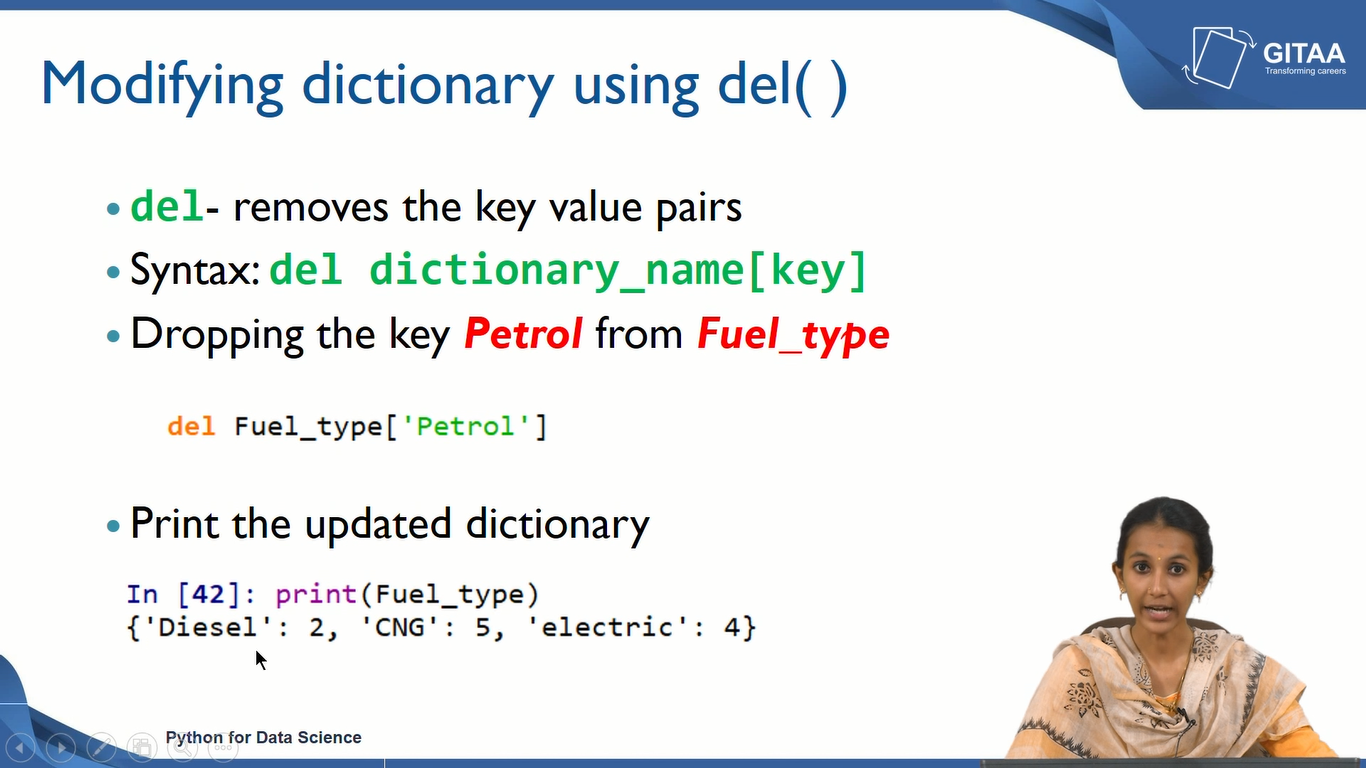 GITAA
Transforming careers
Modifying dictionary using del( )
• del- removes the key value pairs
• Syntax: del dictionary_name[key]
• Dropping the key Petrol from Fuel_type
del Fuel_type['Petrol']
• Print the updated dictionary
In [42]: print(Fuel_type)
{'Diesel': 2, 'CNG': 5, 'electric': 4}
Python for Data Science